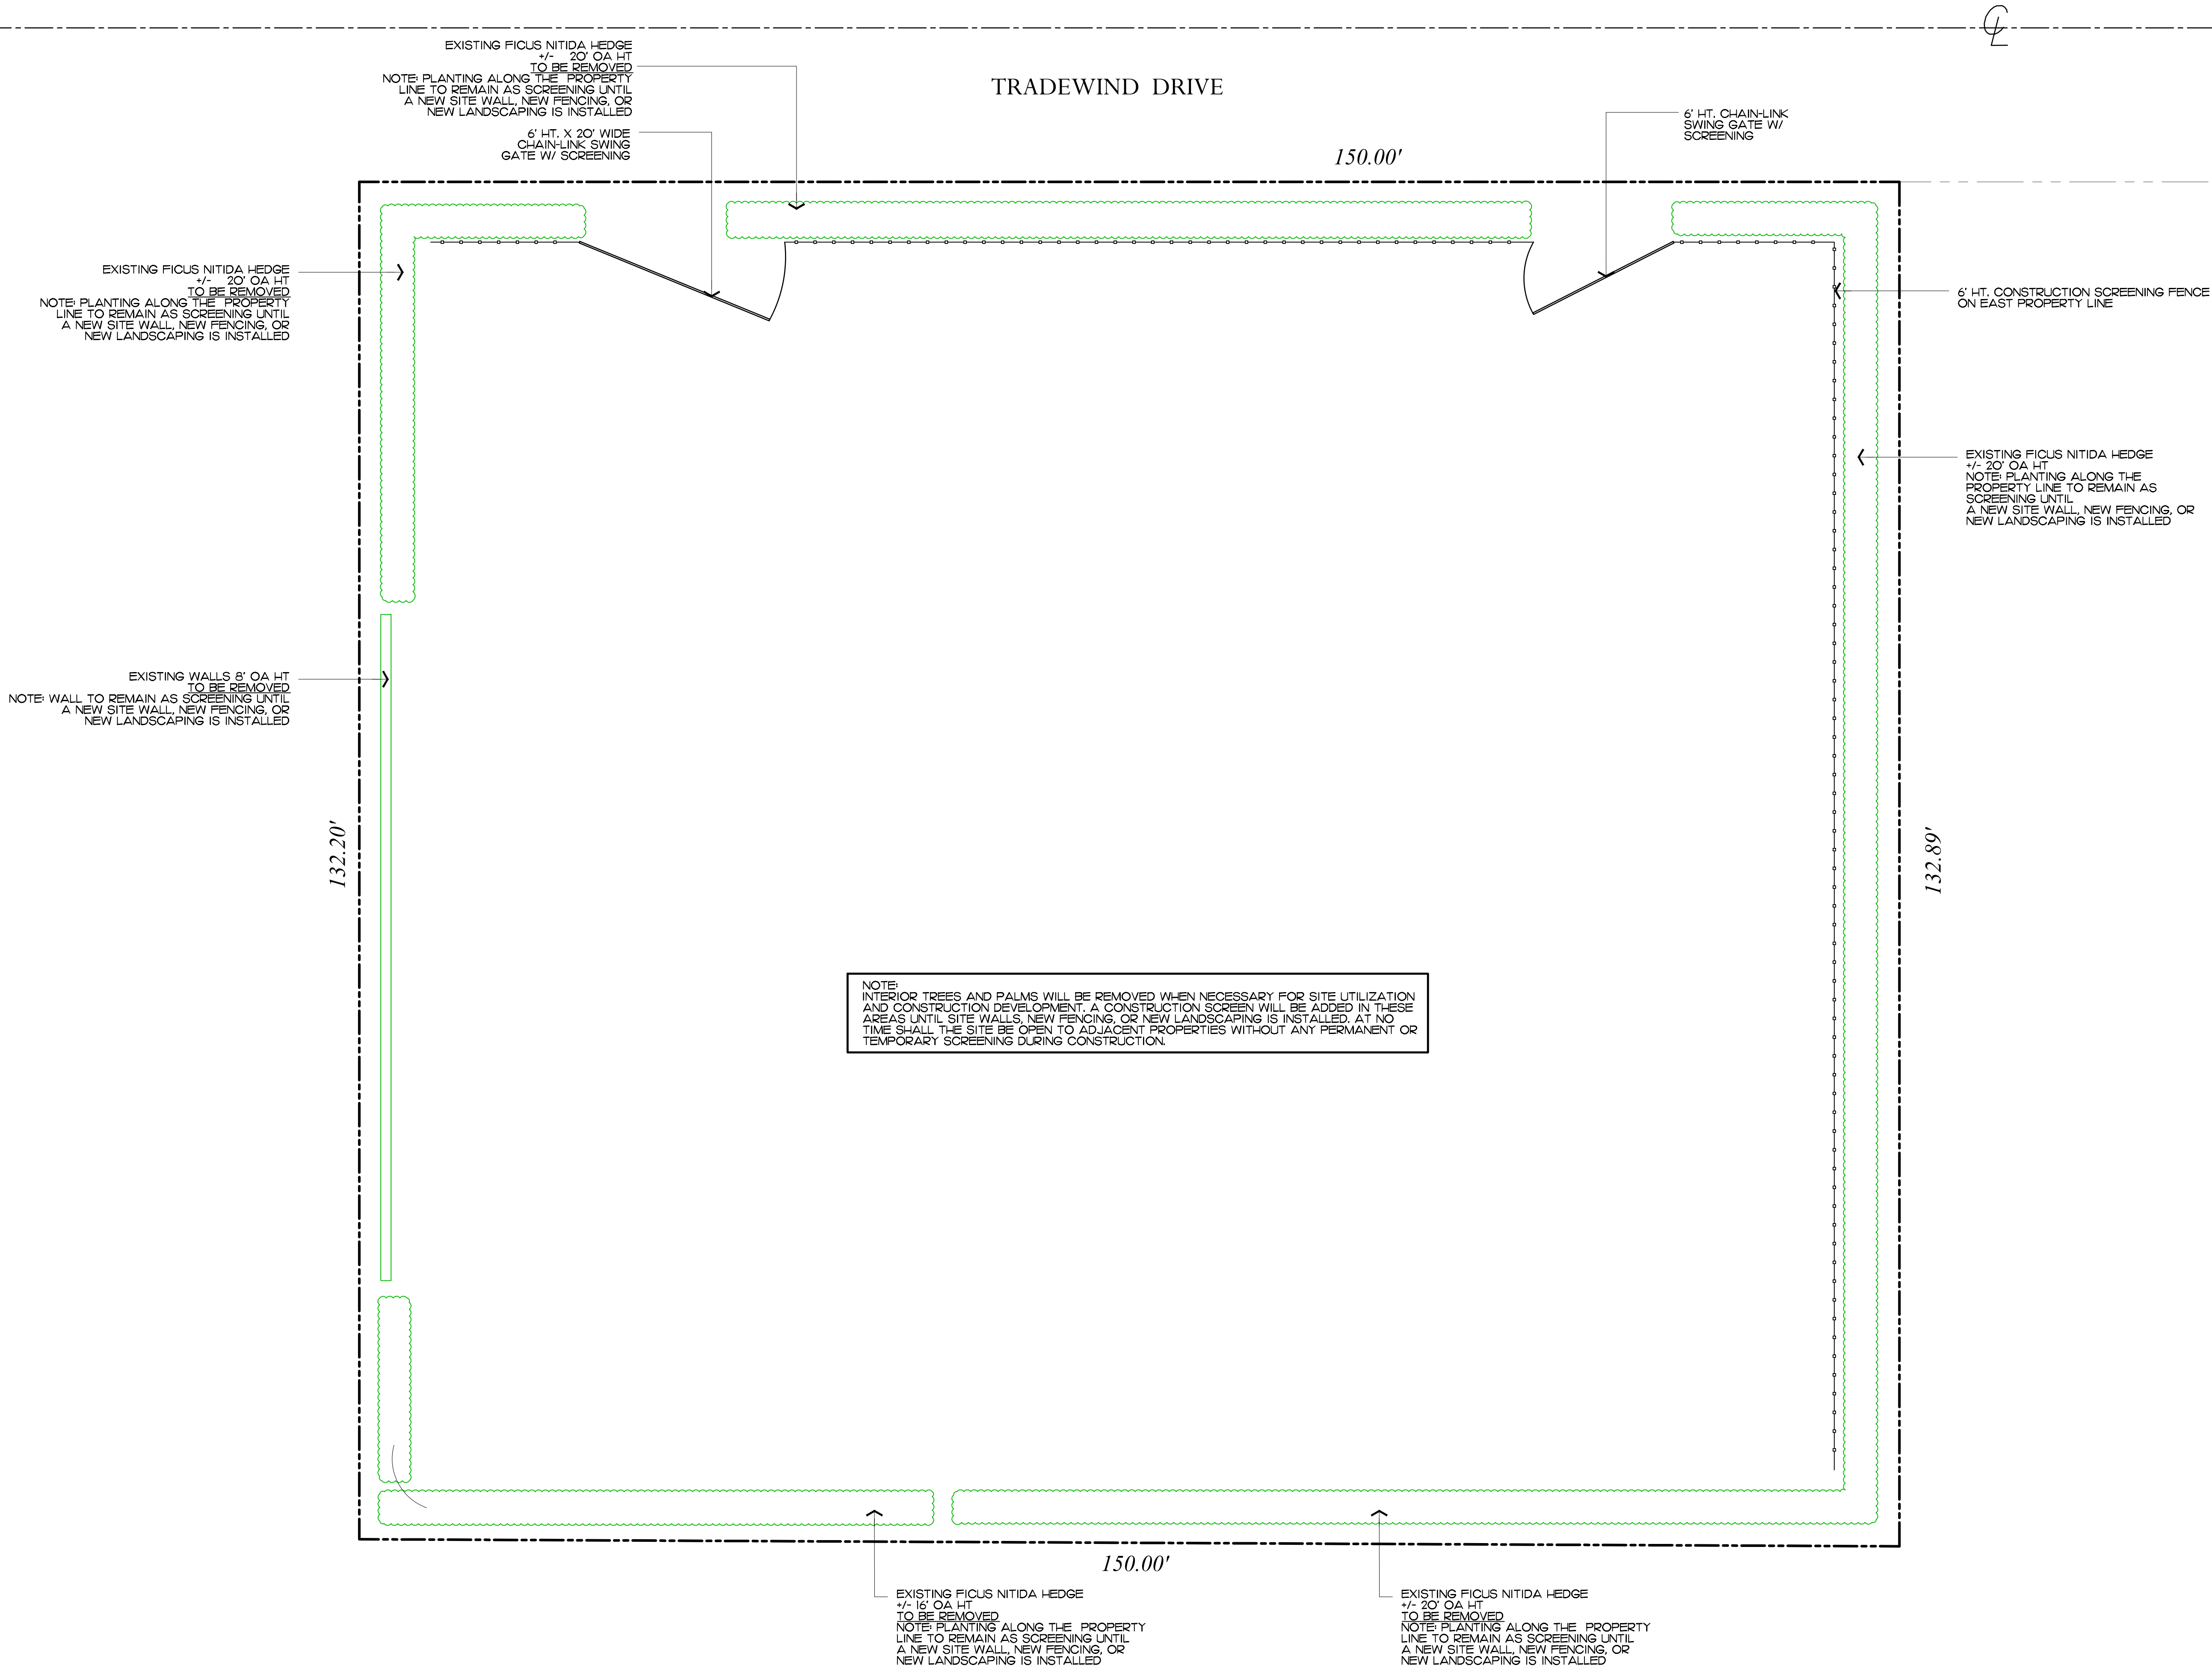 EXISTING FICUS NITIDA HEDGE
+/- 20' OA HT
TO BE REMOVED
NOTE: PLANTING ALONG THE PROPERTY
LINE TO REMAIN AS SCREENING UNTIL
A NEW SITE WALL, NEW FENCING, OR
NEW LANDSCAPING IS INSTALLED
6' HT. X 20' WIDE
CHAIN-LINK SWING
GATE W/ SCREENING
TRADEWIND DRIVE
150.00'
6' HT. CHAIN-LINK
SWING GATE W/
SCREENING
CL
EXISTING FICUS NITIDA HEDGE
+/- 20' OA HT
TO BE REMOVED
NOTE: PLANTING ALONG THE PROPERTY
LINE TO REMAIN AS SCREENING UNTIL
A NEW SITE WALL, NEW FENCING, OR
NEW LANDSCAPING IS INSTALLED
6' HT. CONSTRUCTION SCREENING FENCE
ON EAST PROPERTY LINE
EXISTING FICUS NITIDA HEDGE
+/- 20' OA HT
NOTE: PLANTING ALONG THE
PROPERTY LINE TO REMAIN AS
SCREENING UNTIL
A NEW SITE WALL, NEW FENCING, OR
NEW LANDSCAPING IS INSTALLED
EXISTING WALLS 8' OA HT
TO BE REMOVED
NOTE: WALL TO REMAIN AS SCREENING UNTIL
A NEW SITE WALL, NEW FENCING, OR
NEW LANDSCAPING IS INSTALLED
132.20'
132.89'
NOTE:
INTERIOR TREES AND PALMS WILL BE REMOVED WHEN NECESSARY FOR SITE UTILIZATION
AND CONSTRUCTION DEVELOPMENT. A CONSTRUCTION SCREEN WILL BE ADDED IN THESE
AREAS UNTIL SITE WALLS, NEW FENCING, OR NEW LANDSCAPING IS INSTALLED. AT NO
TIME SHALL THE SITE BE OPEN TO ADJACENT PROPERTIES WITHOUT ANY PERMANENT OR
TEMPORARY SCREENING DURING CONSTRUCTION.
150.00'
EXISTING FICUS NITIDA HEDGE
+/- 16' OA HT
TO BE REMOVED
NOTE: PLANTING ALONG THE PROPERTY
LINE TO REMAIN AS SCREENING UNTIL
A NEW SITE WALL, NEW FENCING, OR
NEW LANDSCAPING IS INSTALLED
EXISTING FICUS NITIDA HEDGE
+/- 20' OA HT
TO BE REMOVED
NOTE: PLANTING ALONG THE PROPERTY
LINE TO REMAIN AS SCREENING UNTIL
A NEW SITE WALL, NEW FENCING, OR
NEW LANDSCAPING IS INSTALLED